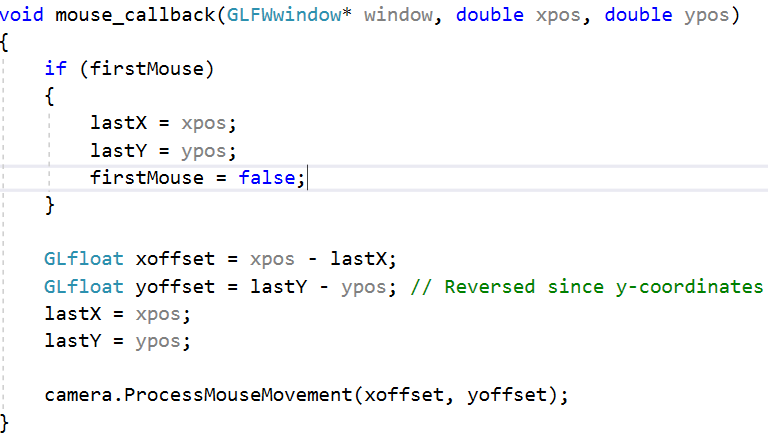 void mouse_callback(GLFWwindow* window, double xpos, double ypos)
{
    if (firstMouse)
    {
        lastX = xpos;
        lastY = ypos;
        firstMouse = false;
    }

    GLfloat xoffset = xpos - lastX;
    GLfloat yoffset = lastY - ypos; // Reversed since y-coordinates
    lastX = xpos;
    lastY = ypos;

    camera.ProcessMouseMovement(xoffset, yoffset);
}